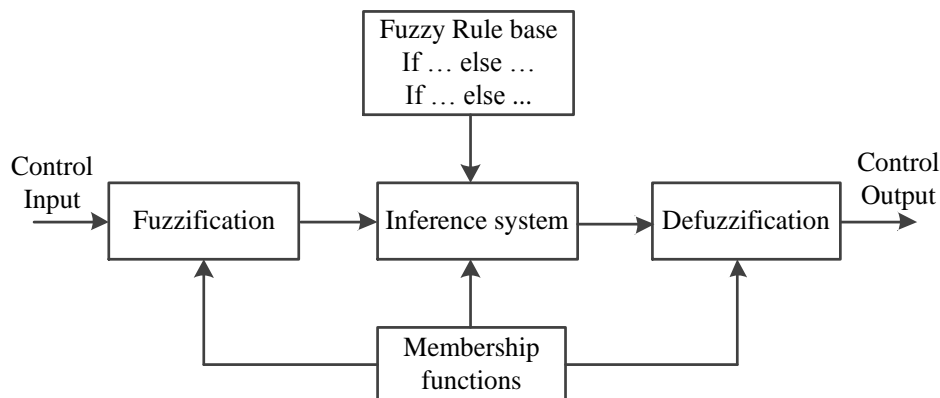 Fuzzy Rule base
If … else …
If … else ...
Control
Input
Fuzzification
Inference system
Defuzzification
Control
Output
Membership
functions